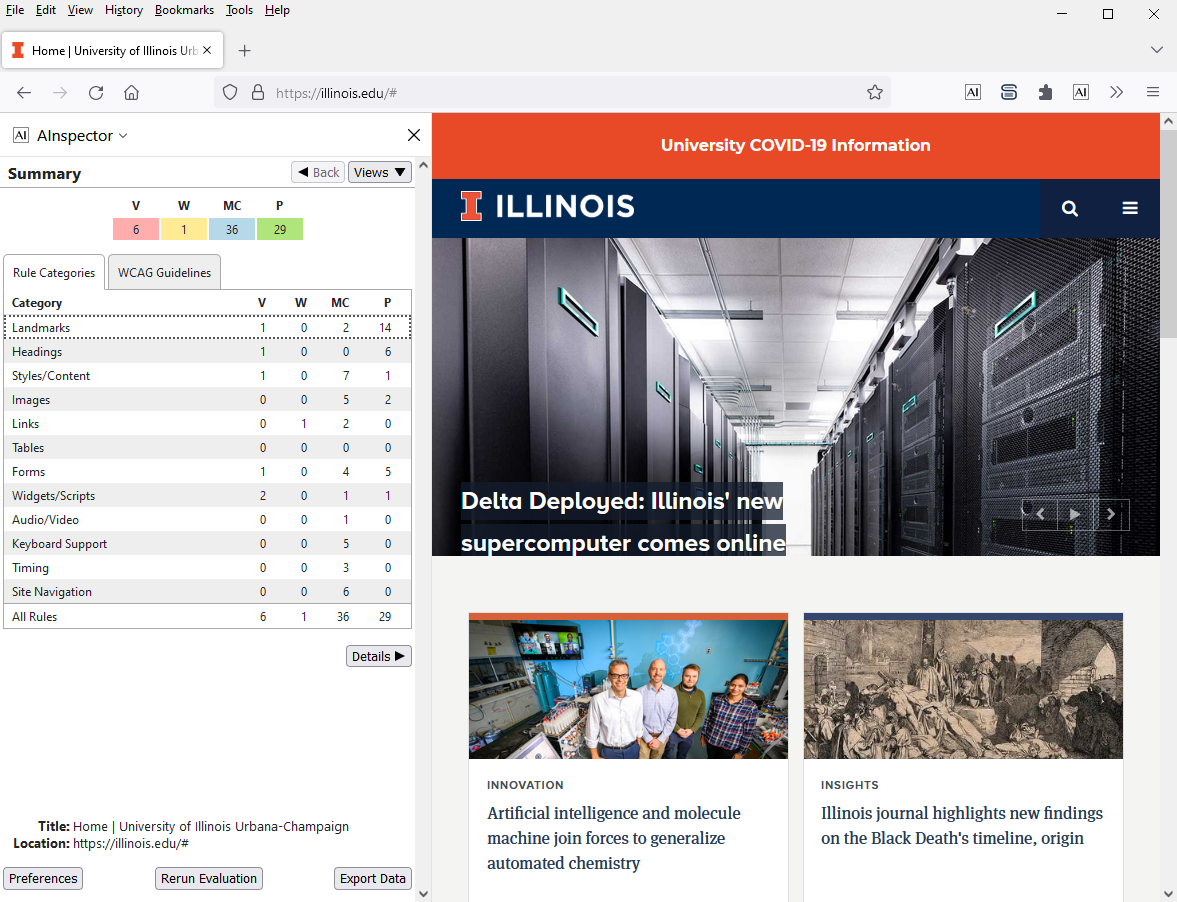 File Edit View History Bookmarks Tools Help
Home | University of Illinois Urb
https://illinois.edu/#
AI
AI
AI AInspector
Summary
Back
Views
V W MC P
6 1 36 29
Rule Categories
WCAG Guidelines
Category V W MC P
Landmarks 1 0 2 14
Headings 1 0 0 6
Styles/Content 1 0 7 1
Images 0 0 5 2
Links 0 1 2 0
Tables 0 0 0 0
Forms 1 0 4 5
Widgets/Scripts 2 0 1 1
Audio/Video 0 0 1 0
Keyboard Support 0 0 5 0
Timing 0 0 3 0
Site Navigation 0 0 6 0
All Rules 6 1 36 29
Details
Title: Home | University of Illinois Urbana-Champaign
Location: https://illinois.edu/#
Preferences
Rerun Evaluation
Export Data
University COVID-19 Information
I ILLINOIS
Delta Deployed: Illinois' new
supercomputer comes online
INNOVATION
Artificial intelligence and molecule
machine join forces to generalize
automated chemistry
INSIGHTS
Illinois journal highlights new findings
on the Black Death's timeline, origin